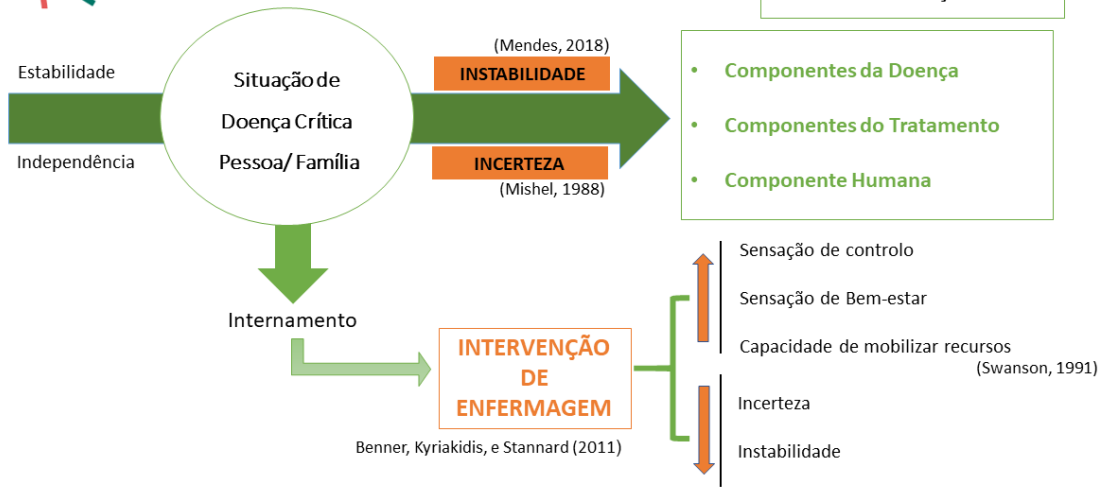 (Mendes, 2018)
Estabilidade
INSTABILIDADE
Situação de
Doença Crítica
Pessoa/ Família
Independência
INCERTEZA
(Mishel, 1988)
• Componentes da Doença
• Componentes do Tratamento
• Componente Humana
Internamento
INTERVENÇÃO
DE
ENFERMAGEM
Benner, Kyriakidis, e Stannard (2011)
Sensação de controlo
Sensação de Bem-estar
Capacidade de mobilizar recursos
(Swanson, 1991)
Incerteza
Instabilidade